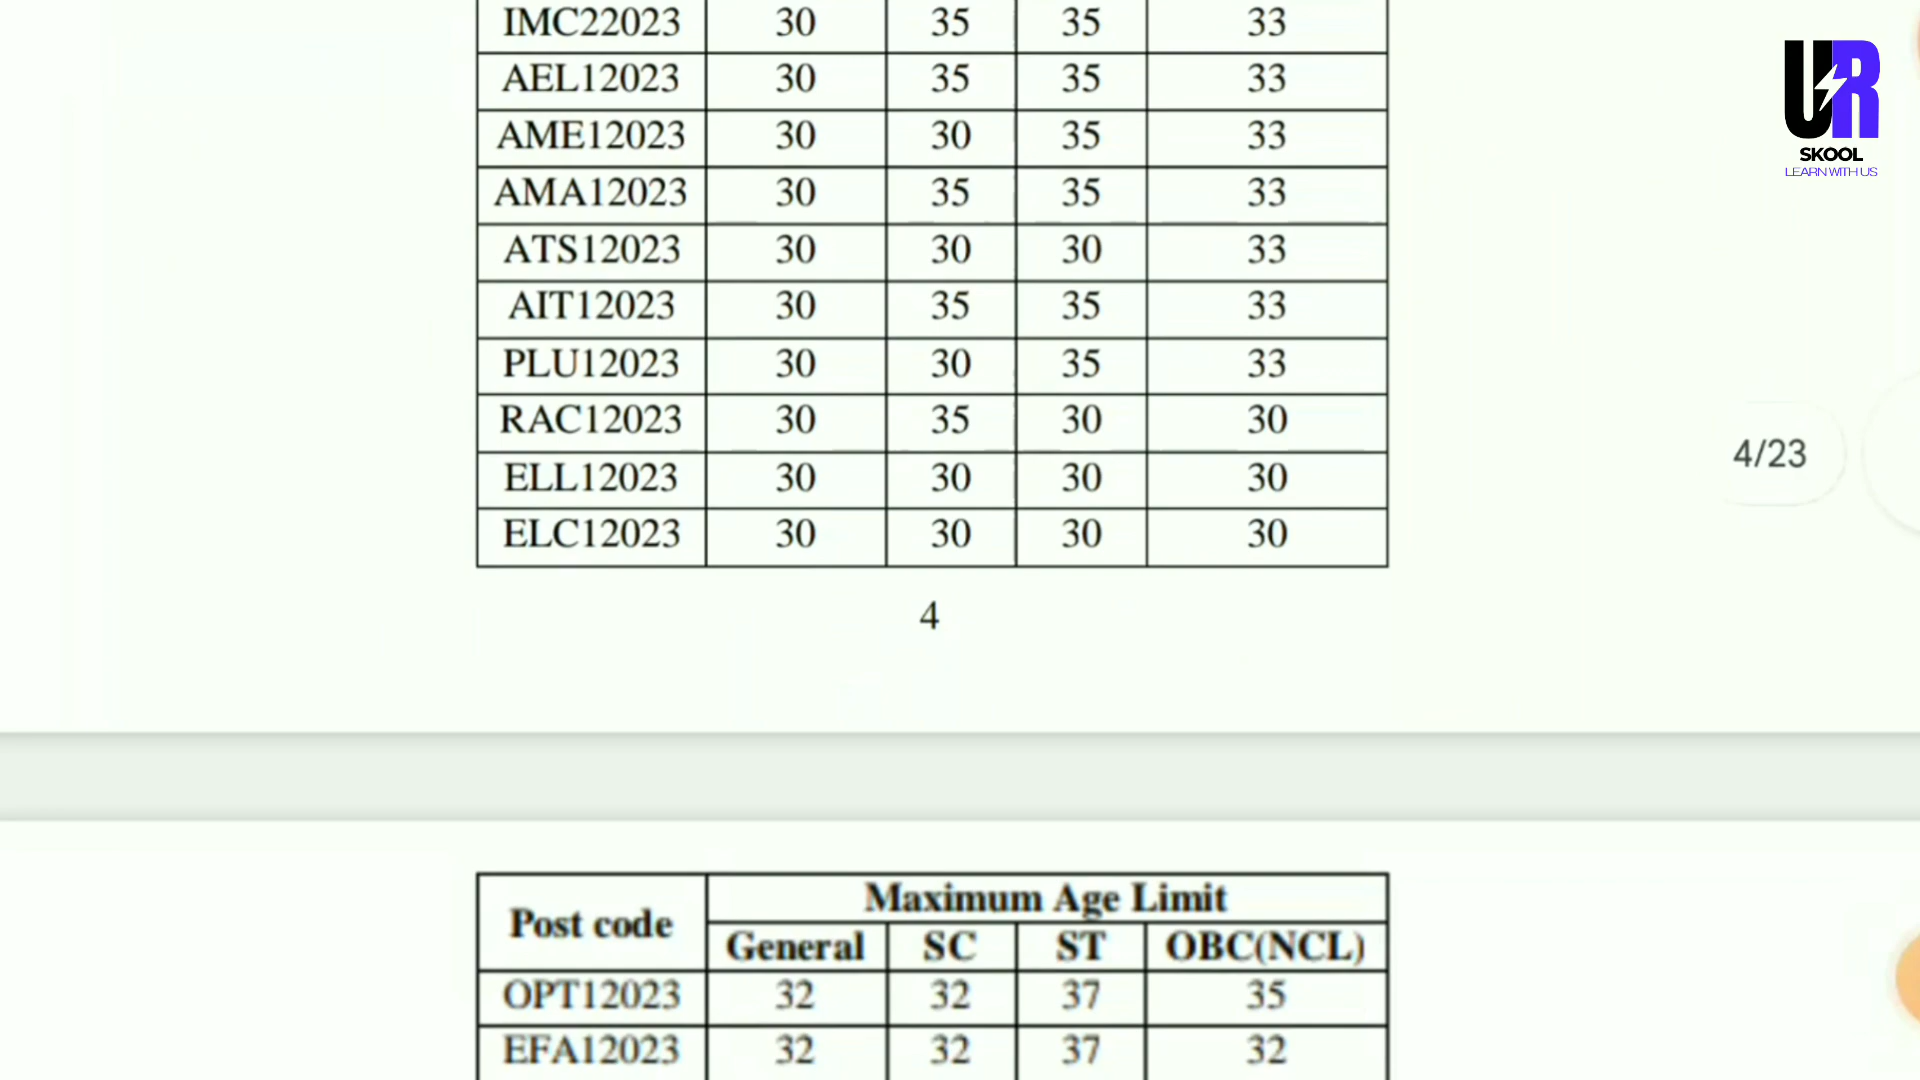 IMC22023 30 35 35 33
AEL12023 30 35 35 33
AME12023 30 30 35 33
AMA12023 30 35 35 33
ATS12023 30 30 30 33
AIT12023 30 35 35 33
PLU12023 30 30 35 33
RAC12023 30 35 30 30
ELL12023 30 30 30 30
ELC12023 30 30 30 30
4
UR
SKOOL
LEARN WITH US
4/23
Post code Maximum Age Limit
General SC ST OBC(NCL)
OPT12023 32 32 37 35
EFA12023 32 32 37 32